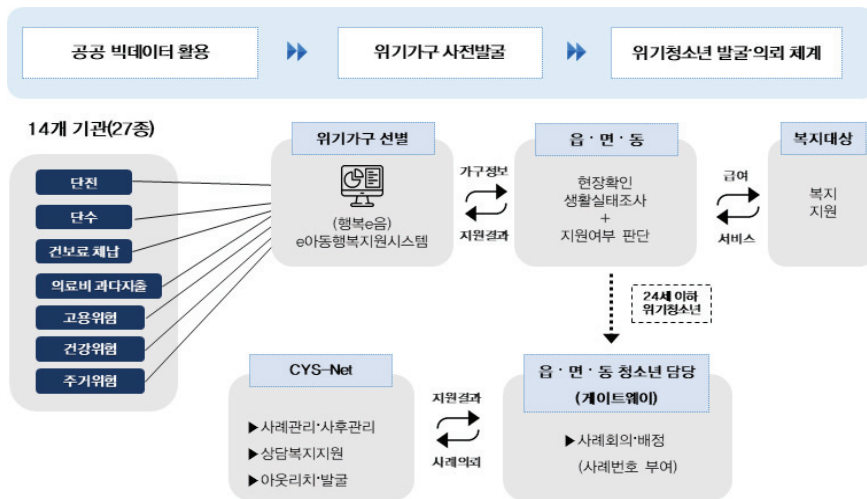 공공 빅데이터 활용
위기가구 사전발굴
위기청소년 발굴·의뢰 체계
14개 기관(27종)
단전
단수
건보료 체납
의료비 과다지출
고용위험
건강위험
주거위험
위기가구 선별
(행복e음)
e아동행복지원시스템
가구정보
지원결과
읍·면·동
현장확인
생활실태조사
+
지원여부 판단
급여
서비스
복지대상
복지
지원
24세 이하
위기청소년
CYS-Net
▶사례관리·사후관리
▶상담복지지원
▶아웃리치·발굴
지원결과
사례의뢰
읍·면·동 청소년 담당
(게이트웨이)
▶사례회의·배정
(사례번호 부여)